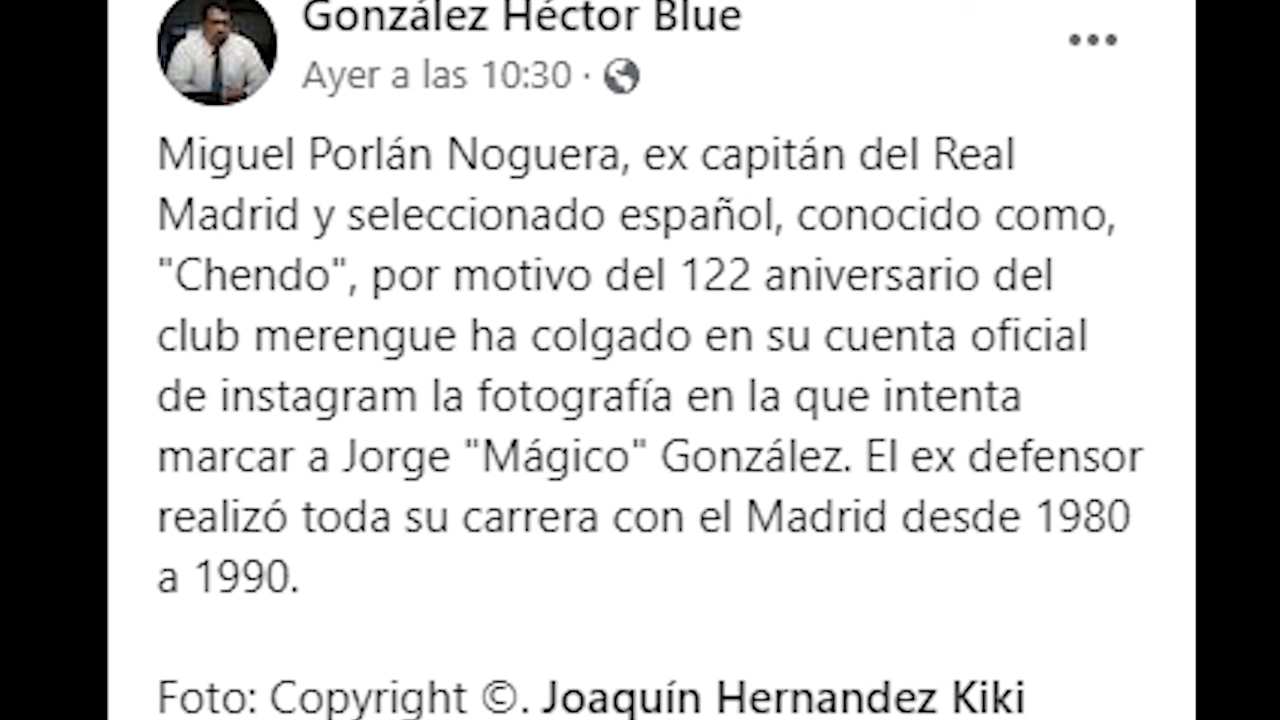 González Héctor Blue
Ayer a las 10:30 ·
Miguel Porlán Noguera, ex capitán del Real
Madrid y seleccionado español, conocido como,
"Chendo", por motivo del 122 aniversario del
club merengue ha colgado en su cuenta oficial
de instagram la fotografía en la que intenta
marcar a Jorge "Mágico" González. El ex defensor
realizó toda su carrera con el Madrid desde 1980
a 1990.
Foto: Copyright ©. Joaquín Hernandez Kiki